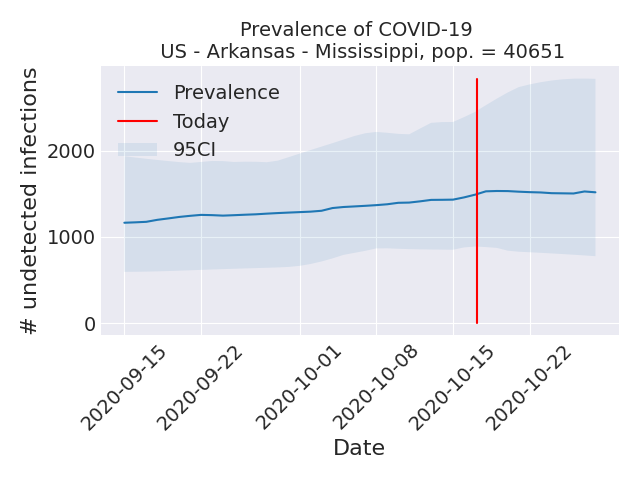 Prevalence of COVID-19
US - Arkansas - Mississippi, pop. = 40651
# undetected infections
2000
1000
0
Prevalence
Today
95CI
2020-09-15
2020-09-22
2020-10-01
2020-10-08
2020-10-15
2020-10-22
Date